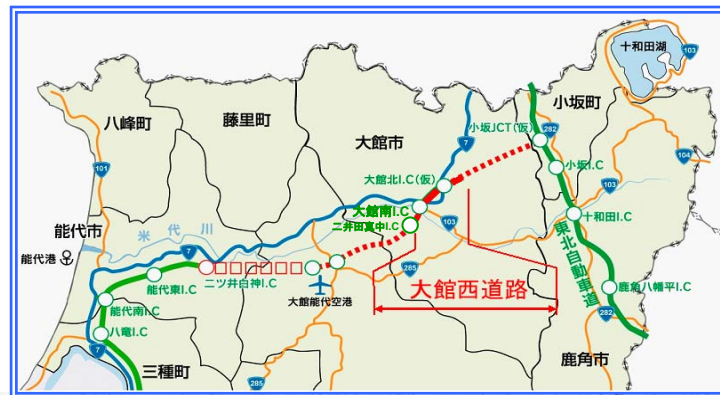 十和田湖
103
八峰町
藤里町
大館市
小坂町
小坂JCT(仮)
282
7
小坂I.C
104
101
大館北I.C(仮)
103
大館南I.C
二井田真中I.C
十和田I.C
103
能代市
能代港
米代川
7
東北自動車道
285
二ツ井白神I.C
能代東I.C
大館能代空港
大館西道路
鹿角八幡平I.C
能代南I.C
282
八竜I.C
7
三種町
285
鹿角市